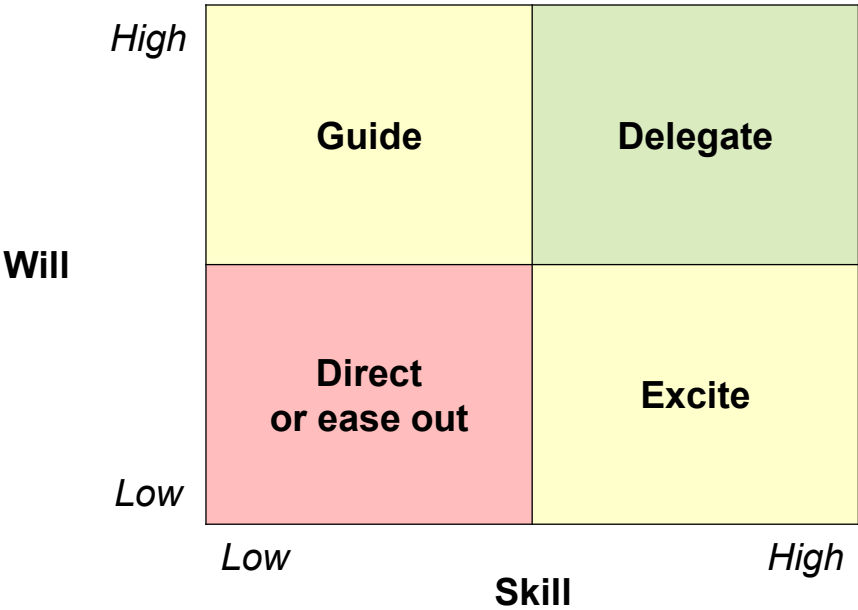 High
Guide
Delegate
Will
Direct
or ease out
Excite
Low
Low
High
Skill